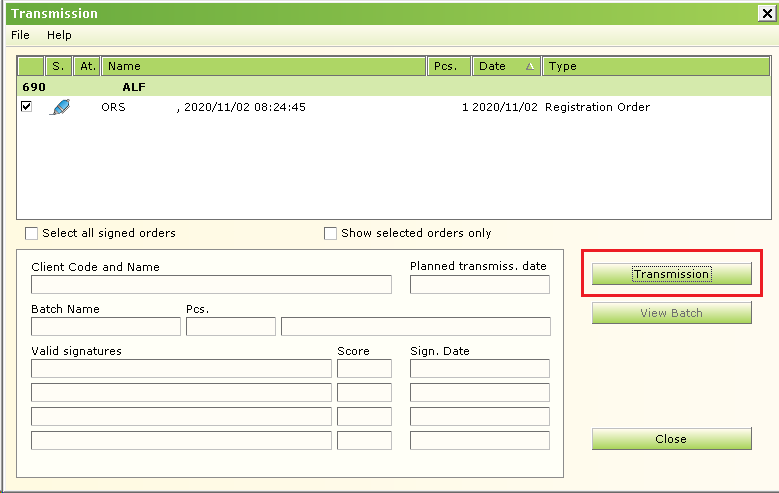 Transmission
File Help
S. At. Name Pcs. Date Type
690 ALF
ORS , 2020/11/02 08:24:45 1 2020/11/02 Registration Order
Select all signed orders Show selected orders only
Client Code and Name Planned transmiss. date
Transmission
Batch Name Pcs.
View Batch
Valid signatures Score Sign. Date
Close